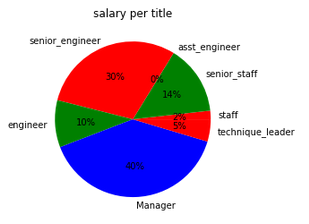 salary per title
senior_engineer
asst_engineer
30%
0%
senior_staff
14%
engineer
10%
2%
staff
5%
technique_leader
40%
Manager